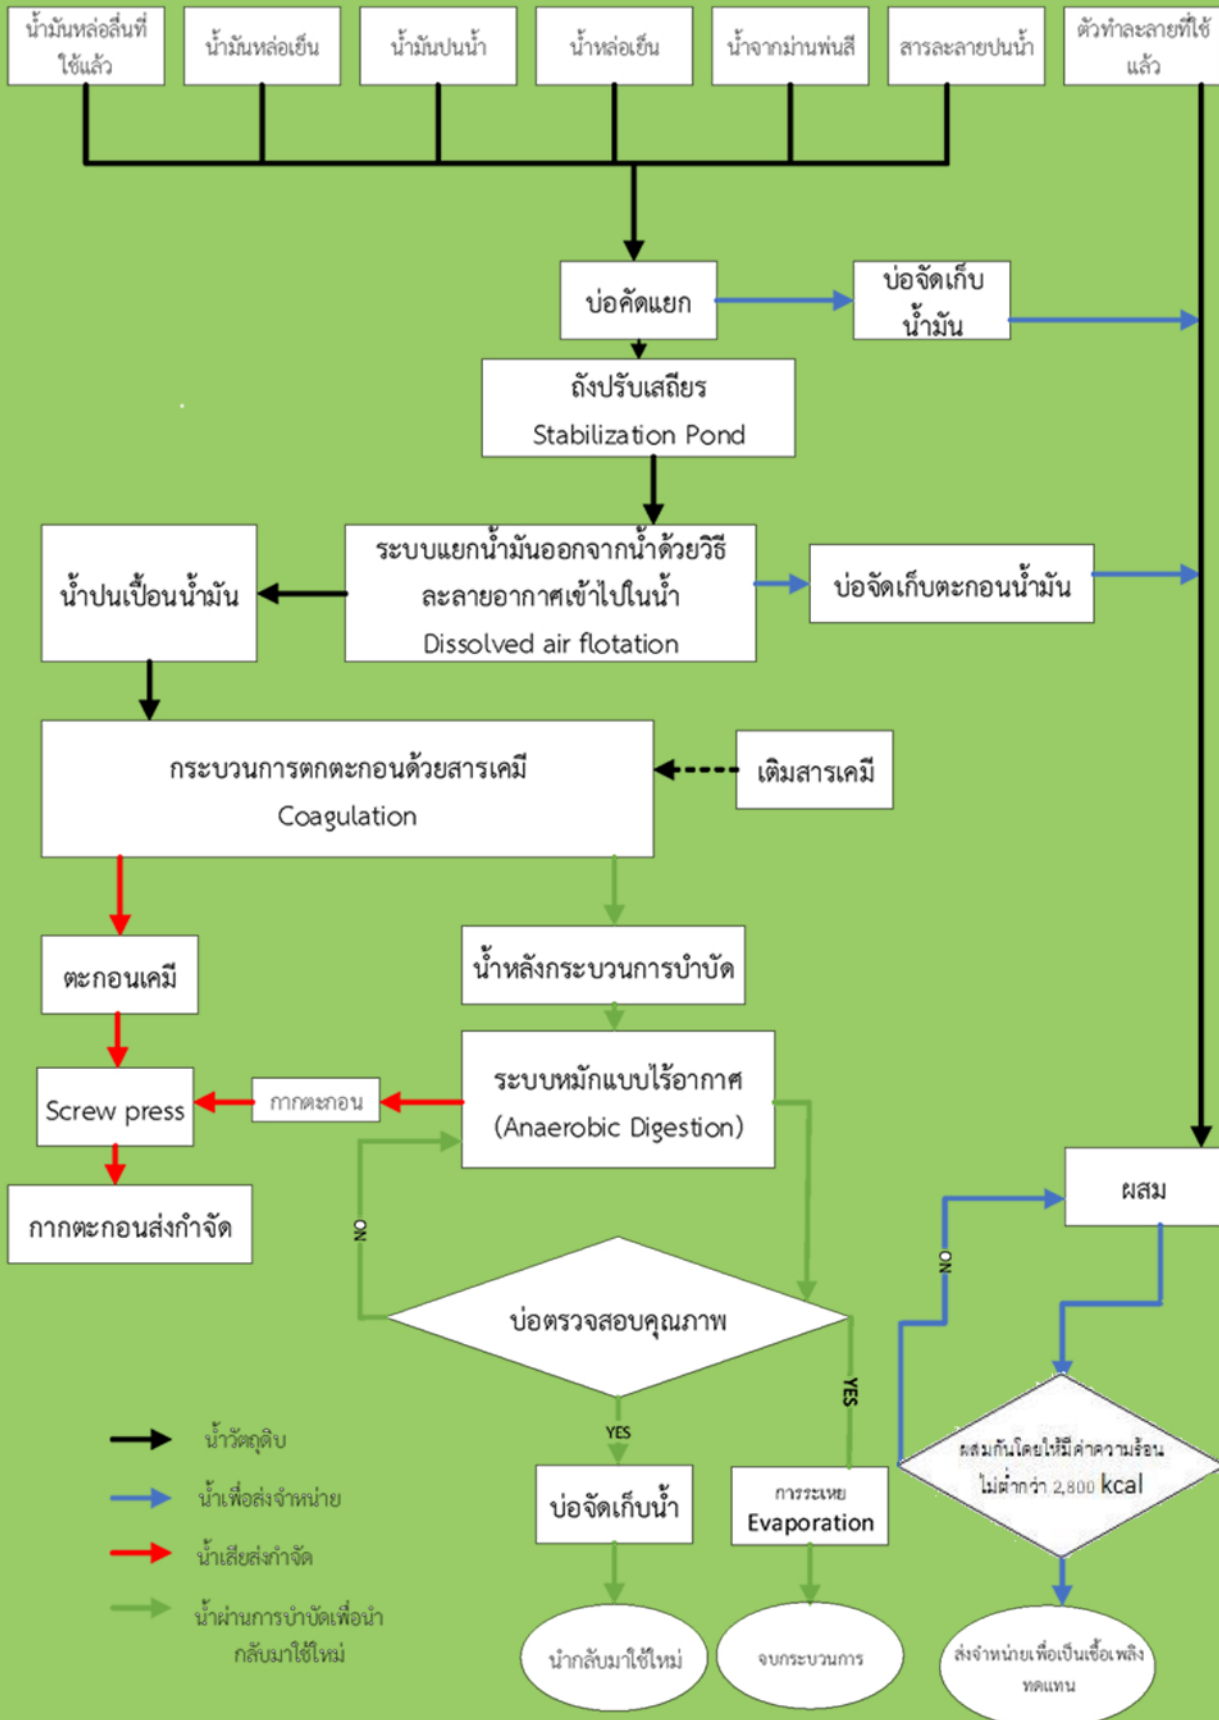 น้ำมันหล่อลื่นที่
ใช้แล้ว
น้ำมันหล่อเย็น
น้ำมันปนน้ำ
น้ำหล่อเย็น
น้ำจากม่านพ่นสี
สารละลายปนน้ำ
ตัวทำละลายที่ใช้
แล้ว
บ่อคัดแยก
บ่อจัดเก็บ
น้ำมัน
ถังปรับเสถียร
Stabilization Pond
น้ำปนเปื้อนน้ำมัน
ระบบแยกน้ำมันออกจากน้ำด้วยวิธี
ละลายอากาศเข้าไปในน้ำ
Dissolved air flotation
บ่อจัดเก็บตะกอนน้ำมัน
กระบวนการตกตะกอนด้วยสารเคมี
Coagulation
เติมสารเคมี
ตะกอนเคมี
น้ำหลังกระบวนการบำบัด
Screw press
กากตะกอน
ระบบหมักแบบไร้อากาศ
(Anaerobic Digestion)
ผสม
กากตะกอนส่งกำจัด
NO
NO
บ่อตรวจสอบคุณภาพ
YES
YES
ผสมกันโดยให้มีค่าความร้อน
ไม่ต่ำกว่า 2,800 kcal
น้ำวัตถุดิบ
น้ำเพื่อส่งจำหน่าย
น้ำเสียส่งกำจัด
น้ำผ่านการบำบัดเพื่อนำ
กลับมาใช้ใหม่
บ่อจัดเก็บน้ำ
การระเหย
Evaporation
นำกลับมาใช้ใหม่
จบกระบวนการ
ส่งจำหน่ายเพื่อเป็นเชื้อเพลิง
ทดแทน